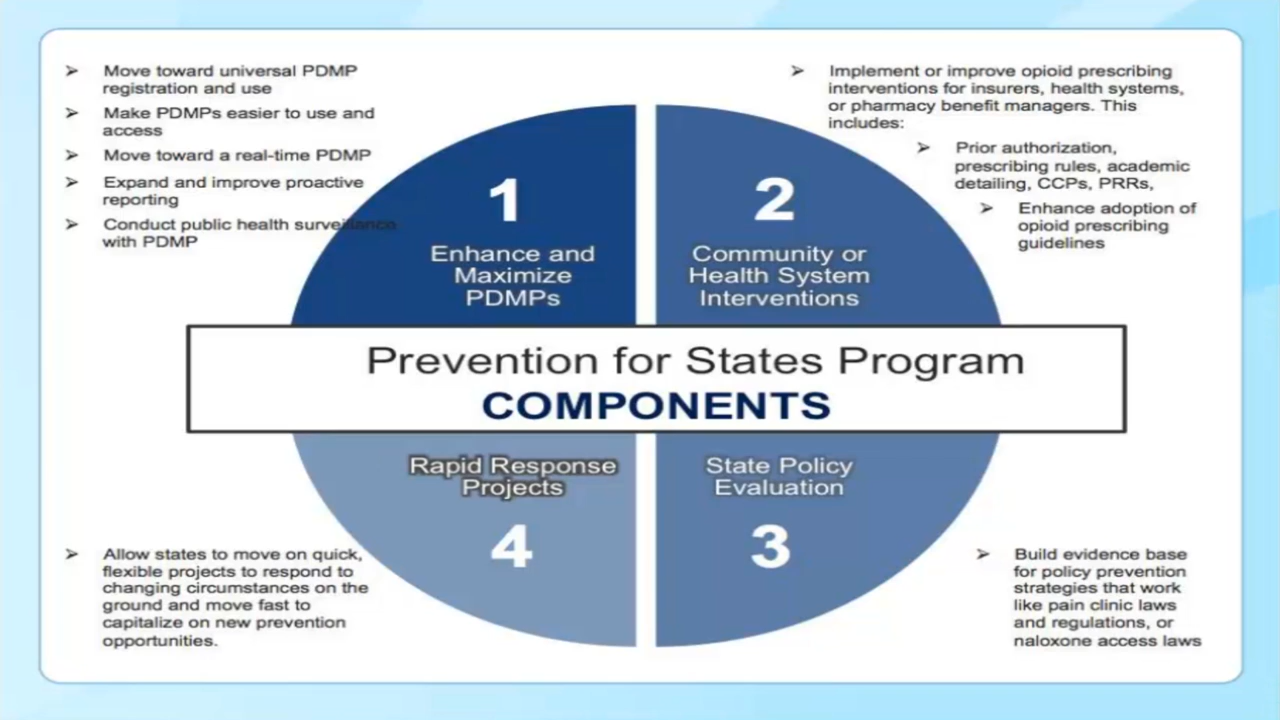 ➢ Move toward universal PDMP
registration and use
➢ Make PDMPs easier to use and
access
➢ Move toward a real-time PDMP
➢ Expand and improve proactive
reporting
➢ Conduct public health surveillance
with PDMP
➢ Implement or improve opioid prescribing
interventions for insurers, health systems,
or pharmacy benefit managers. This
includes:
➢ Prior authorization,
prescribing rules, academic
detailing, CCPs, PRRs,
➢ Enhance adoption of
opioid prescribing
guidelines
1
Enhance and
Maximize
PDMPs
2
Community or
Health System
Interventions
Prevention for States Program
COMPONENTS
Rapid Response
Projects
4
State Policy
Evaluation
3
➢ Allow states to move on quick,
flexible projects to respond to
changing circumstances on the
ground and move fast to
capitalize on new prevention
opportunities.
➢ Build evidence base
for policy prevention
strategies that work
like pain clinic laws
and regulations, or
naloxone access laws